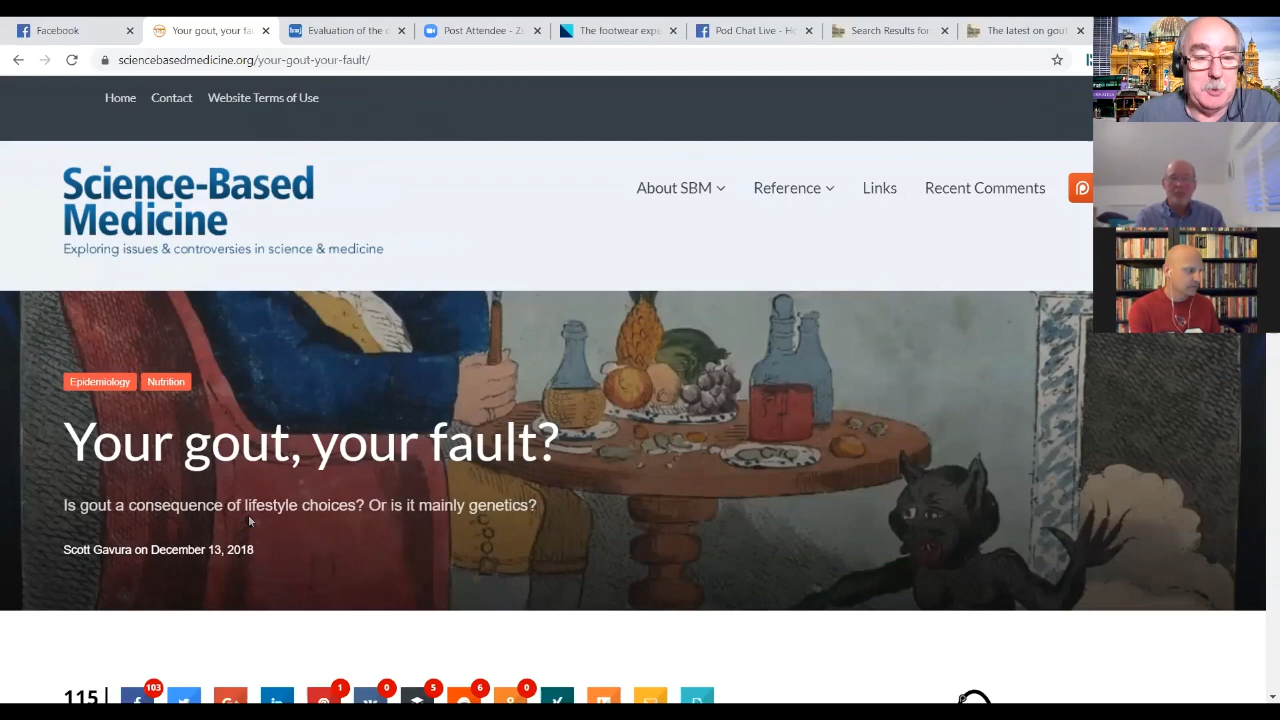 Facebook
Your gout, your fau
Evaluation of the c
Post Attendee - Z
The footwear expe
Pod Chat Live - Ho
Search Results for
The latest on gout
sciencebasedmedicine.org/your-gout-your-fault/
Home
Contact
Website Terms of Use
Science-Based
Medicine
Exploring issues & controversies in science & medicine
About SBM
Reference
Links
Recent Comments
Epidemiology
Nutrition
Your gout, your fault?
Is gout a consequence of lifestyle choices? Or is it mainly genetics?
Scott Gavura on December 13, 2018
115
103
1
0
5
6
0